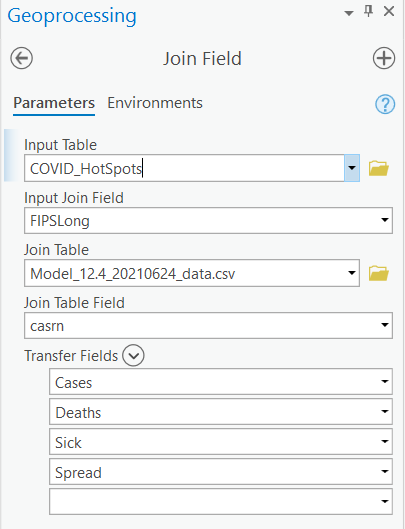 Geoprocessing
Join Field
Parameters Environments
?
Input Table
COVID_HotSpots
Input Join Field
FIPSLong
Join Table
Model_12.4_20210624_data.csv
Join Table Field
casrn
Transfer Fields
Cases
Deaths
Sick
Spread